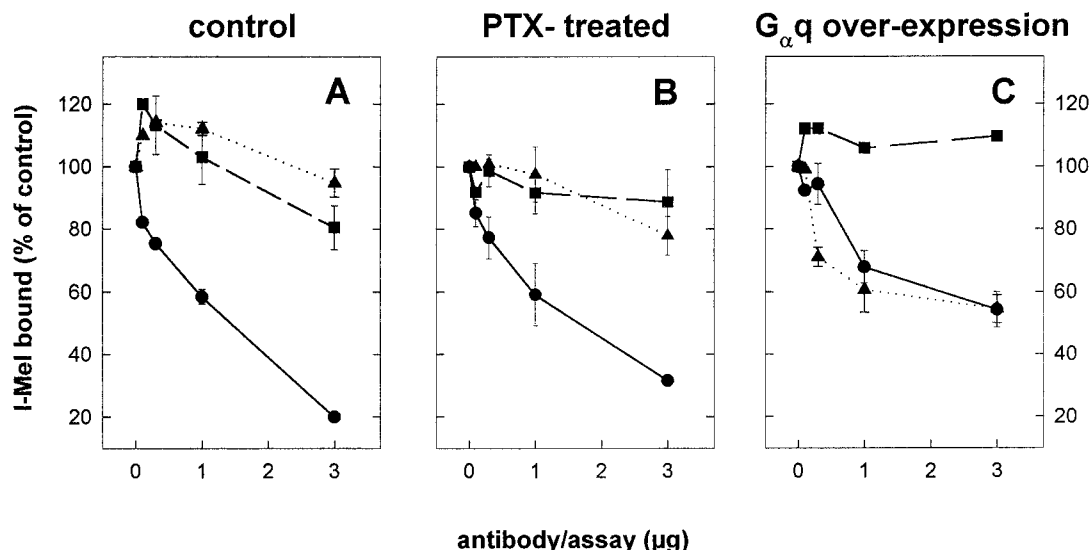 control
PTX- treated
Gαq over-expression
I-Mel bound (% of control)
A
B
C
120
100
80
60
40
20
120
100
80
60
40
20
0 1 2 3
0 1 2 3
0 1 2 3
antibody/assay (µg)